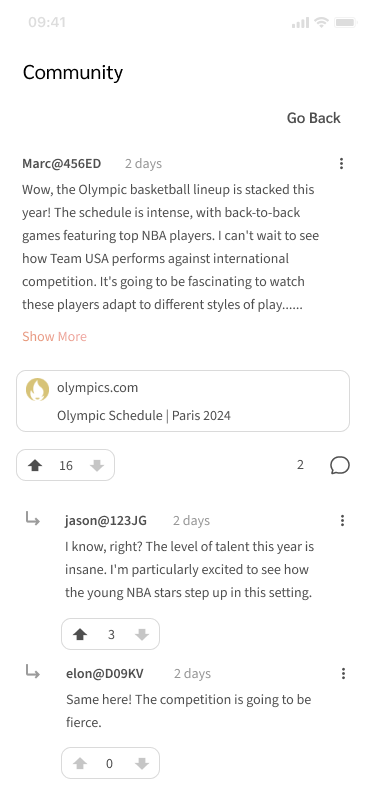 09:41
Community
Go Back
Marc@456ED 2 days
Wow, the Olympic basketball lineup is stacked this
year! The schedule is intense, with back-to-back
games featuring top NBA players. I can't wait to see
how Team USA performs against international
competition. It's going to be fascinating to watch
these players adapt to different styles of play......
Show More
olympics.com
Olympic Schedule | Paris 2024
16 2
jason@123JG 2 days
I know, right? The level of talent this year is
insane. I'm particularly excited to see how
the young NBA stars step up in this setting.
3
elon@D09KV 2 days
Same here! The competition is going to be
fierce.
0